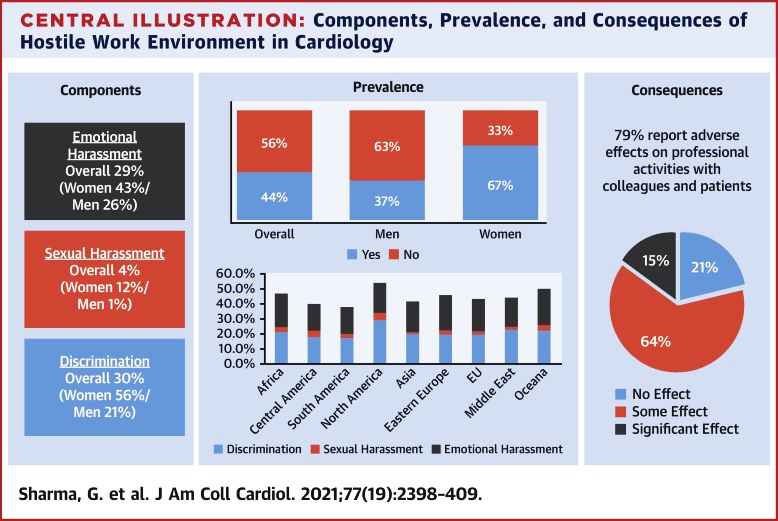 CENTRAL ILLUSTRATION: Components, Prevalence, and Consequences of
Hostile Work Environment in Cardiology
Components
Emotional
Harassment
Overall 29%
(Women 43%/
Men 26%)
Sexual Harassment
Overall 4%
(Women 12%/
Men 1%)
Discrimination
Overall 30%
(Women 56%/
Men 21%)
Prevalence
56%
44%
63%
37%
33%
67%
Overall
Men
Women
Yes
No
60.0%
50.0%
40.0%
30.0%
20.0%
10.0%
0.0%
Africa
Central America
South America
North America
Asia
Eastern Europe
EU
Middle East
Oceana
Discrimination
Sexual Harassment
Emotional Harassment
Consequences
79% report adverse
effects on professional
activities with
colleagues and patients
15%
21%
64%
No Effect
Some Effect
Significant Effect
Sharma, G. et al. J Am Coll Cardiol. 2021;77(19):2398–409.